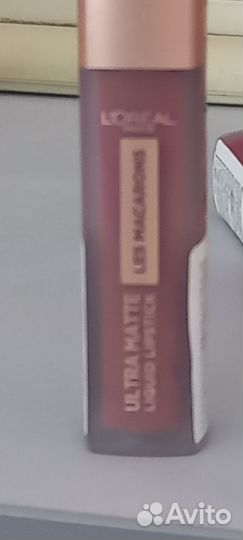 L'OREAL
PARIS
LES MACARONS
ULTRA MATTE
LIQUID LIPSTICK
Avito